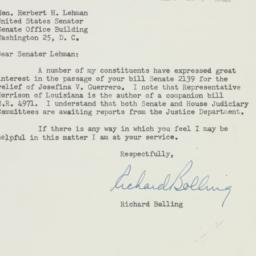 Hon. Herbert H. Lehman
United States Senator
Senate Office Building
Washington 25, D. C.
Dear Senator Lehman:
A number of my constituents have expressed great
interest in the passage of your bill Senate 2139 for the
relief of Josefina V. Guerrero. I note that Representative
Morrison of Louisiana is the author of a companion bill
H.R. 4971. I understand that both Senate and House Judiciary
Committees are awaiting reports from the Justice Department.
If there is any way in which you feel I may be
helpful in this matter I am at your service.
Respectfully,
Richard Bolling
Richard Bolling